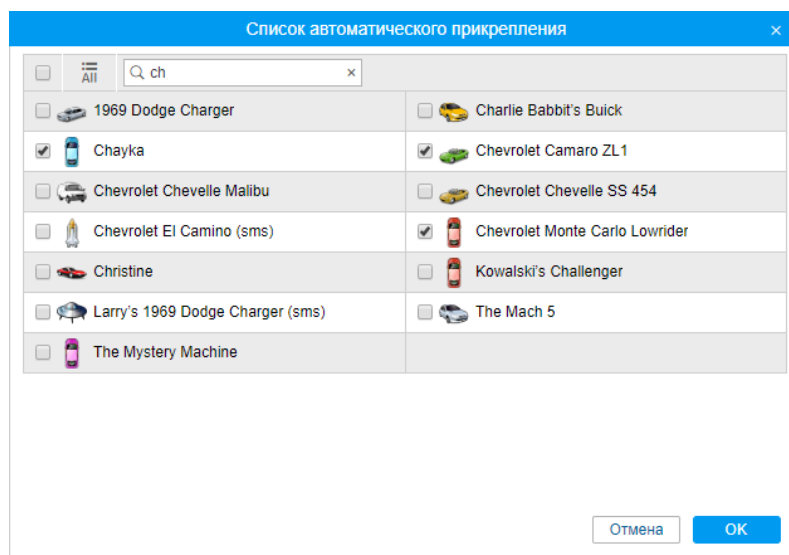 Список автоматического прикрепления ×
All ch ×
1969 Dodge Charger Charlie Babbit's Buick
Chayka Chevrolet Camaro ZL1
Chevrolet Chevelle Malibu Chevrolet Chevelle SS 454
Chevrolet El Camino (sms) Chevrolet Monte Carlo Lowrider
Christine Kowalski's Challenger
Larry's 1969 Dodge Charger (sms) The Mach 5
The Mystery Machine
Отмена OK